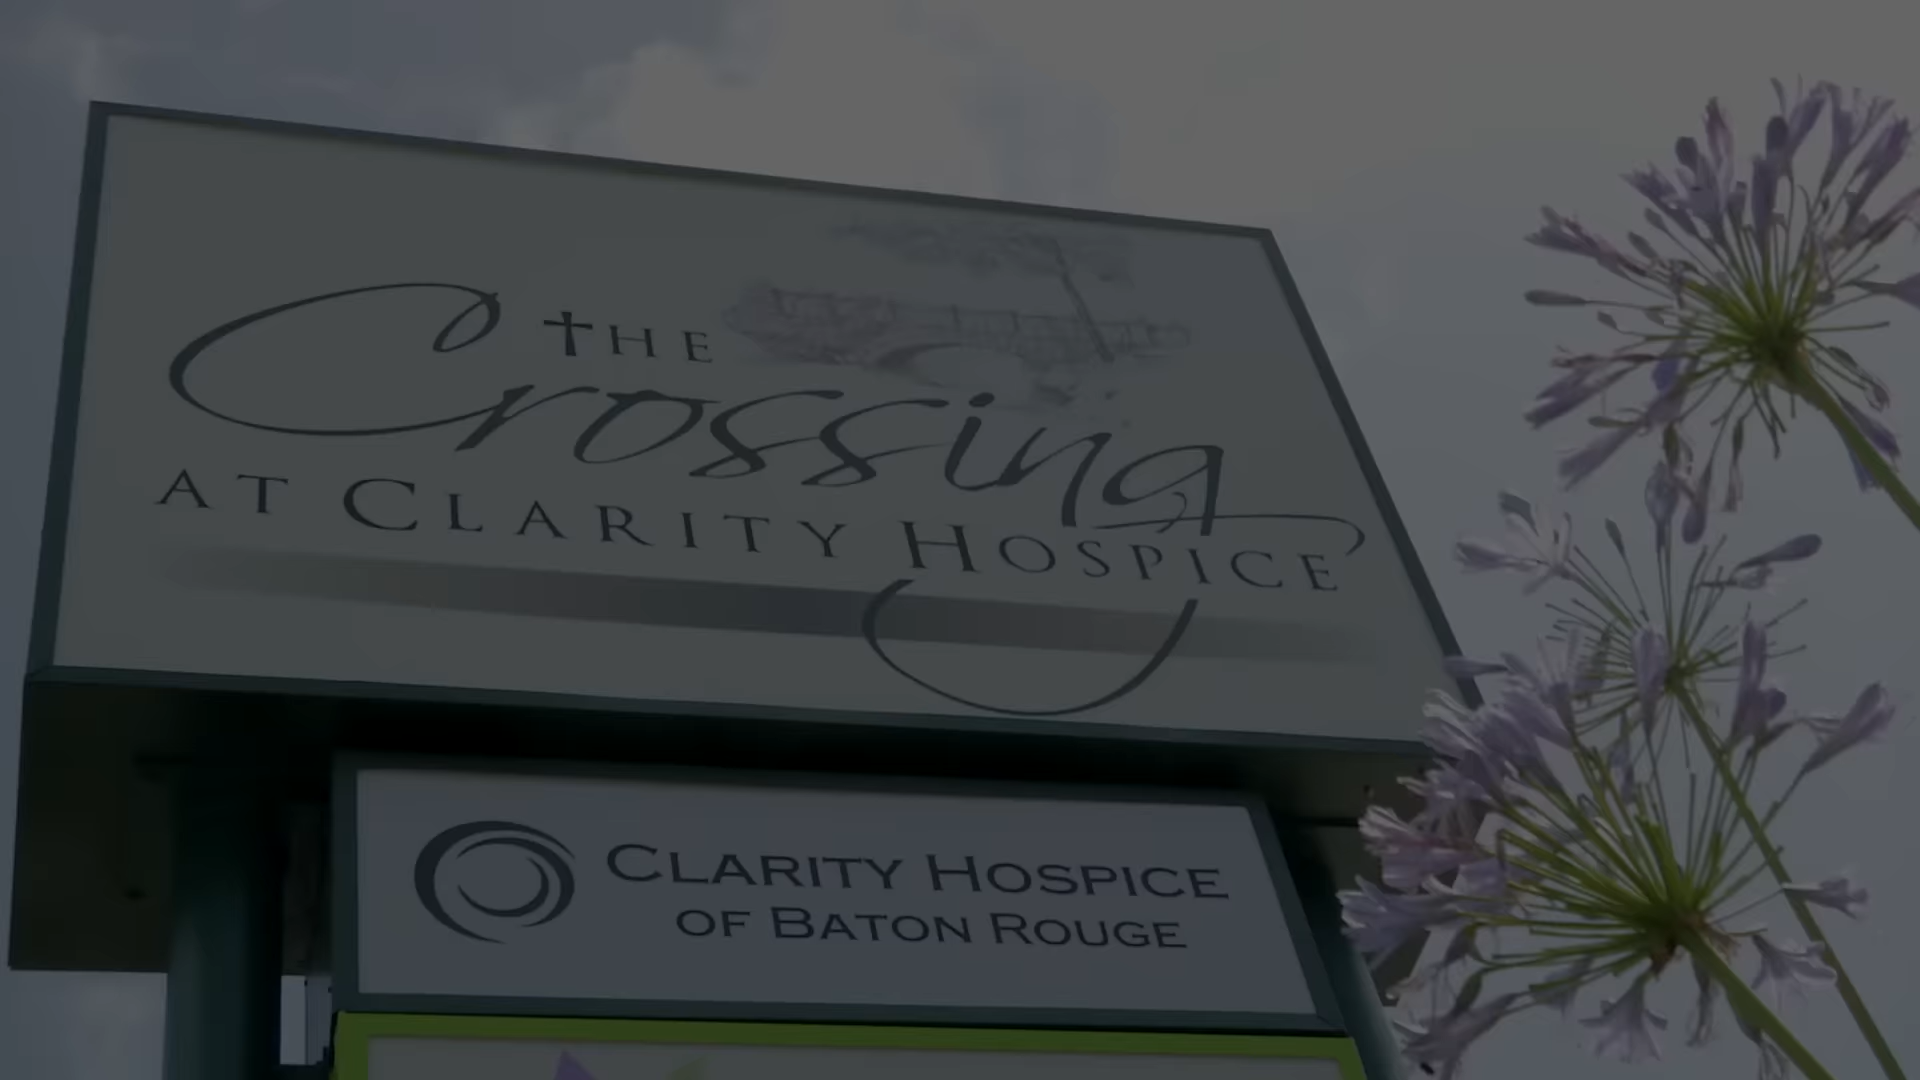 THE
Crossing
AT CLARITY HOSPICE
CLARITY HOSPICE
OF BATON ROUGE